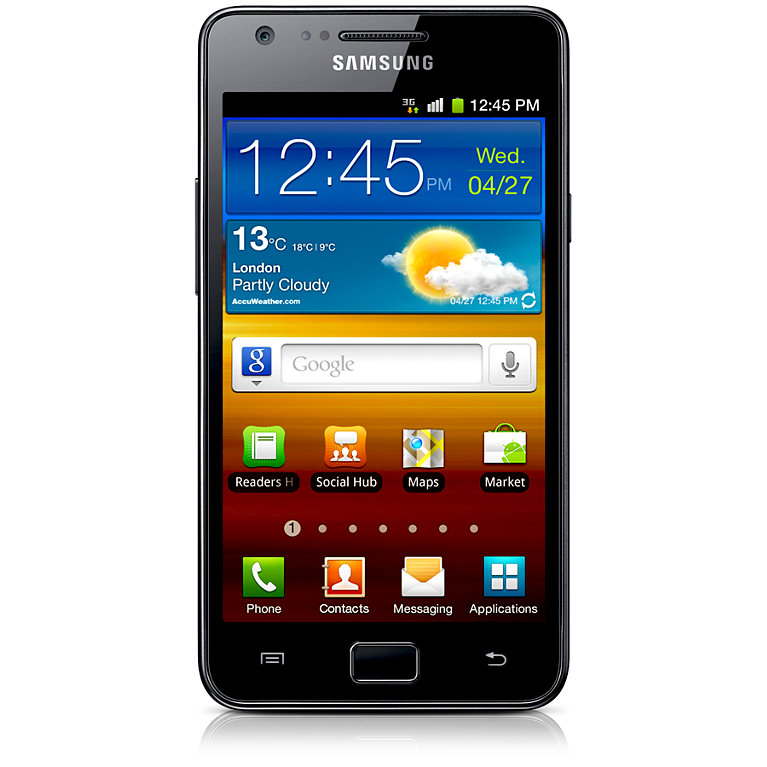 SAMSUNG
3G 12:45 PM
12:45 PM
Wed.
04/27
13°C 18°C | 9°C
London
Partly Cloudy
AccuWeather.com
04/27 12:45 PM
g Google
Readers H
Social Hub
Maps
Market
1
Phone
Contacts
Messaging
Applications